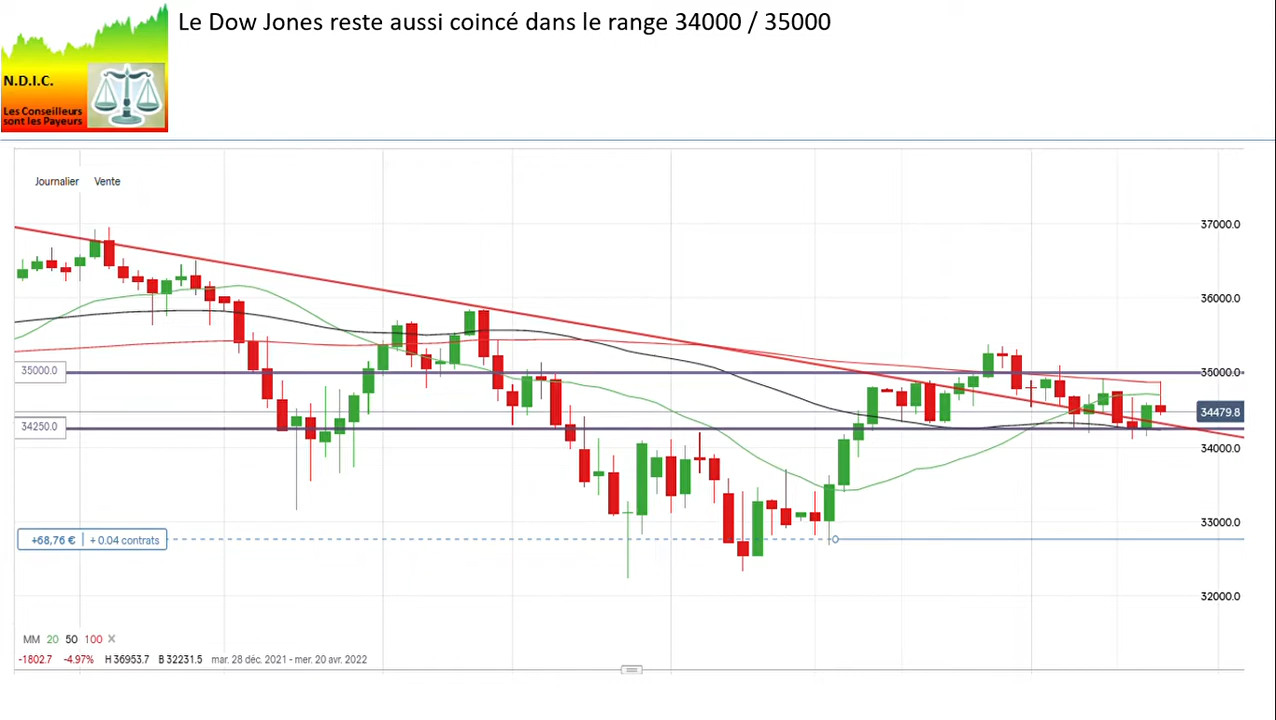 Le Dow Jones reste aussi coincé dans le range 34000 / 35000
N.D.I.C.
Les Conseilleurs
sont les Payeurs
Journalier Vente
37000.0
36000.0
35000.0
35000.0
34479.8
34250.0
34000.0
33000.0
+68,76 € + 0.04 contrats
32000.0
MM 20 50 100 X
-1802.7 -4.97% H 36953.7 B 32231.5 mar. 28 déc. 2021 - mer. 20 avr. 2022